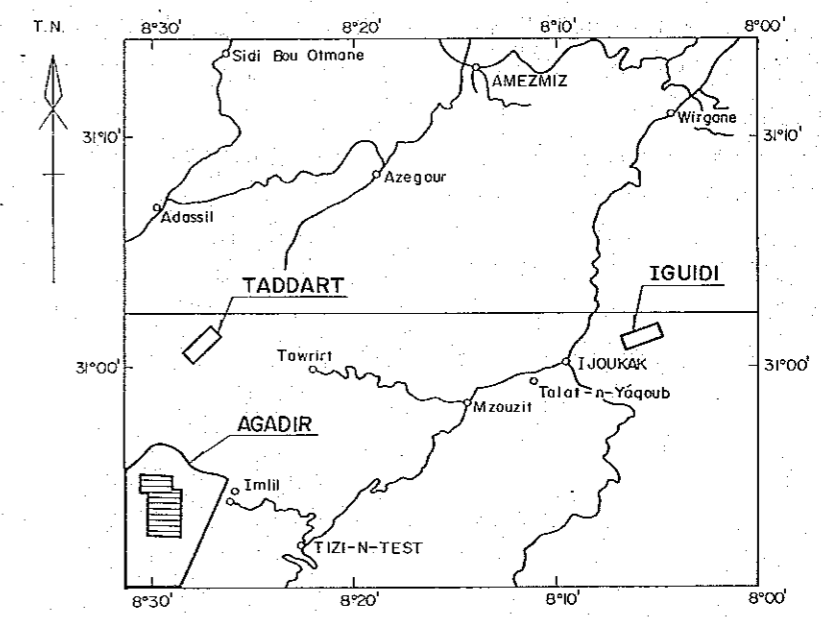 T.N.
8°30'
8°20'
8°10'
8°00'
Sidi Bou Otmane
AMEZMIZ
Wirgane
31°10'
31°10'
Azegour
Adassil
TADDART
IGUIDI
Tawrirt
IJOUKAK
31°00'
31°00'
Talat-n-Yáqoub
Mzouzit
AGADIR
Imlil
TIZI-N-TEST
8°30'
8°20'
8°10'
8°00'